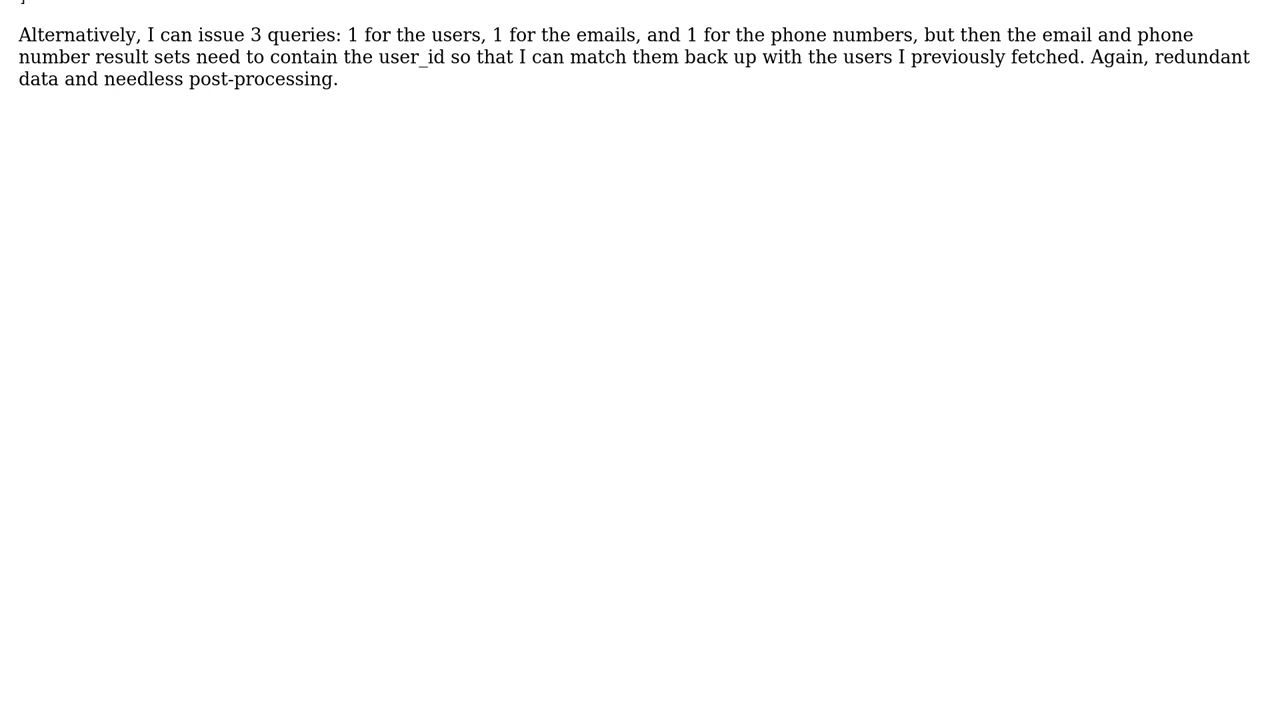 Alternatively, I can issue 3 queries: 1 for the users, 1 for the emails, and 1 for the phone numbers, but then the email and phone
number result sets need to contain the user_id so that I can match them back up with the users I previously fetched. Again, redundant
data and needless post-processing.